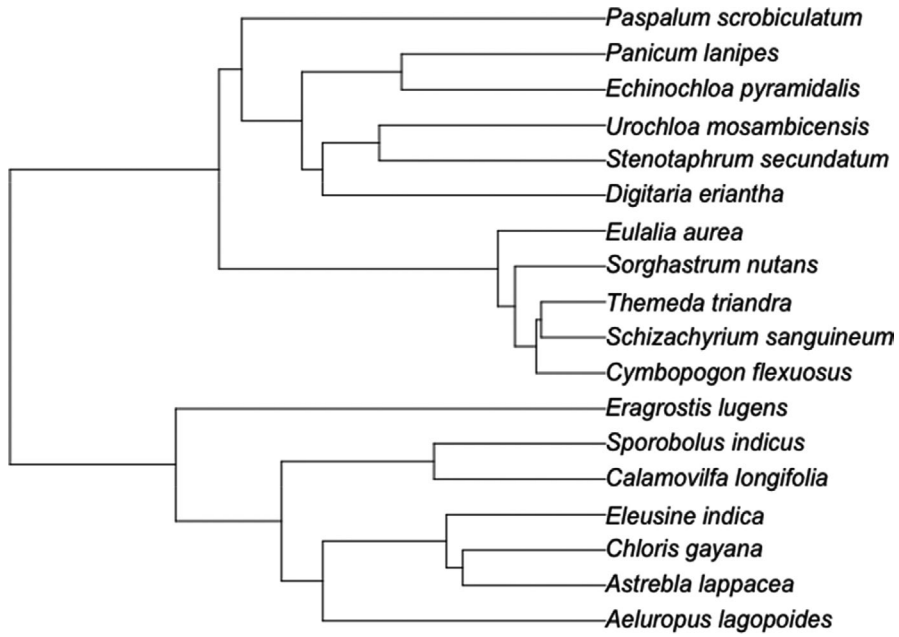 Paspalum scrobiculatum
Panicum lanipes
Echinochloa pyramidalis
Urochloa mosambicensis
Stenotaphrum secundatum
Digitaria eriantha
Eulalia aurea
Sorghastrum nutans
Themeda triandra
Schizachyrium sanguineum
Cymbopogon flexuosus
Eragrostis lugens
Sporobolus indicus
Calamovilfa longifolia
Eleusine indica
Chloris gayana
Astrebla lappacea
Aeluropus lagopoides